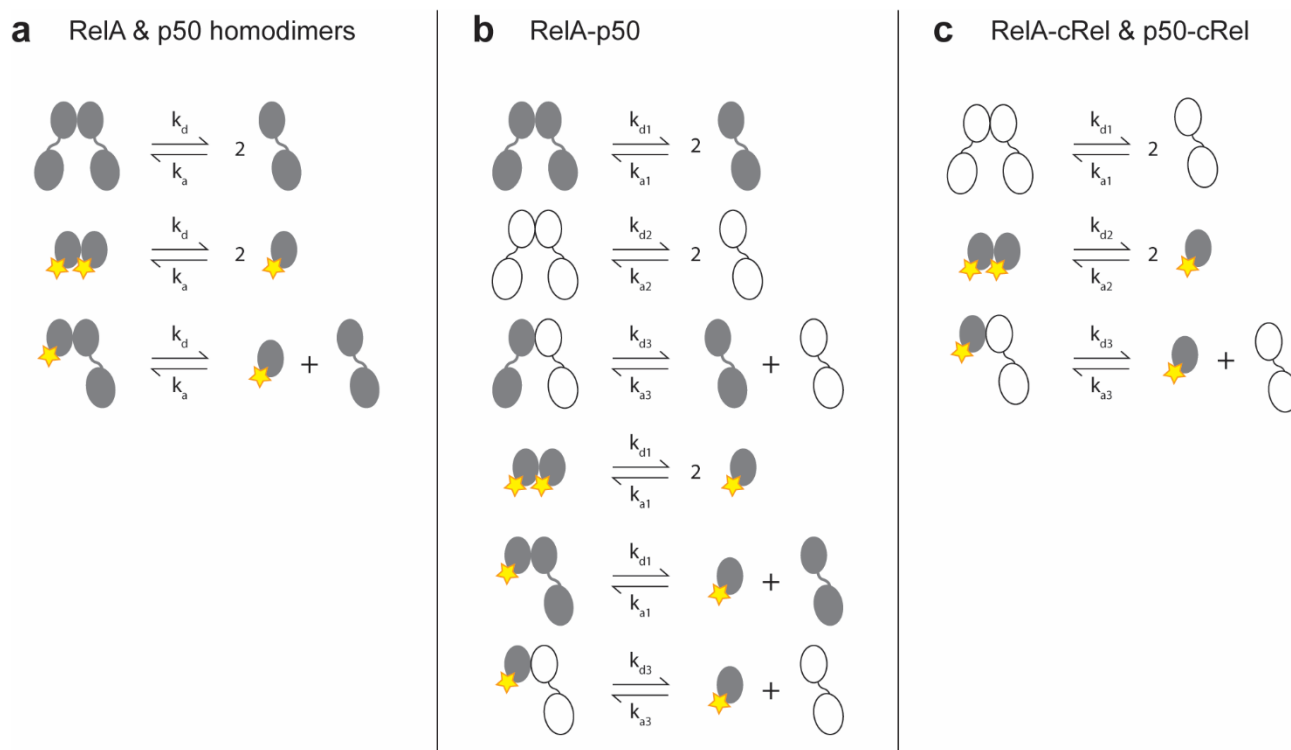 a RelA & p50 homodimers
k_d
k_a
2
k_d
k_a
2
k_d
k_a
+
b RelA-p50
k_d1
k_a1
2
k_d2
k_a2
2
k_d3
k_a3
+
k_d1
k_a1
2
k_d1
k_a1
+
k_d3
k_a3
+
c RelA-cRel & p50-cRel
k_d1
k_a1
2
k_d2
k_a2
2
k_d3
k_a3
+